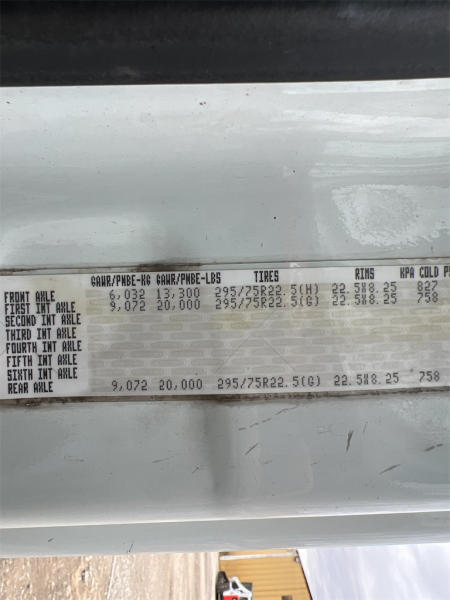 GAWR/PNBE-KG GAWR/PNBE-LBS TIRES RIMS KPA COLD
FRONT AXLE 6,032 13,300 295/75R22.5(H) 22.5X8.25 827
FIRST INT AXLE 9,072 20,000 295/75R22.5(G) 22.5X8.25 758
SECOND INT AXLE
THIRD INT AXLE
FOURTH INT AXLE
FIFTH INT AXLE
SIXTH INT AXLE
REAR AXLE 9,072 20,000 295/75R22.5(G) 22.5X8.25 758